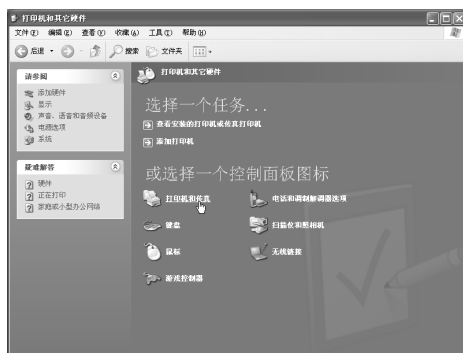 打印机和其它硬件
文件(F) 编辑(E) 查看(V) 收藏(A) 工具(T) 帮助(H)
后退 搜索 文件夹
请参阅
添加硬件
显示
声音、语音和音频设备
电源选项
系统
疑难解答
硬件
正在打印
家庭或小型办公网络
打印机和其它硬件
选择一个任务...
查看安装的打印机或传真打印机
添加打印机
或选择一个控制面板图标
打印机和传真 电话和调制解调器选项
键盘 扫描仪和照相机
鼠标 无线链接
游戏控制器